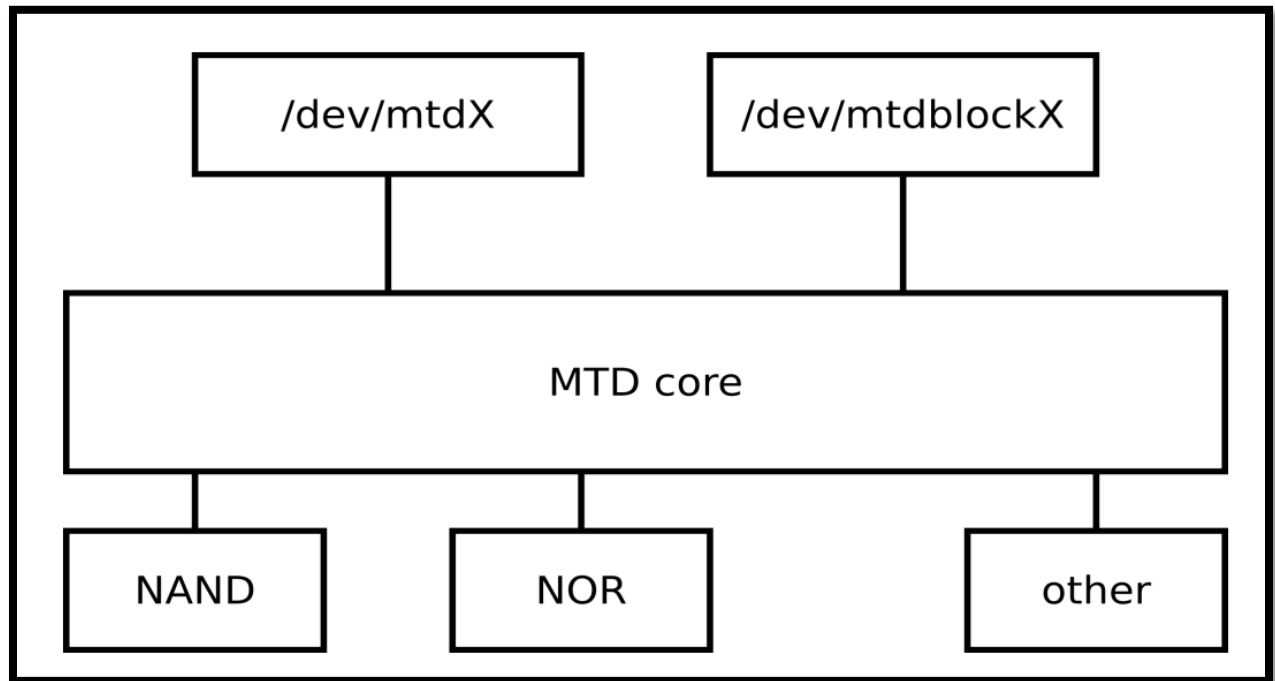 /dev/mtdX
/dev/mtdblockX
MTD core
NAND
NOR
other